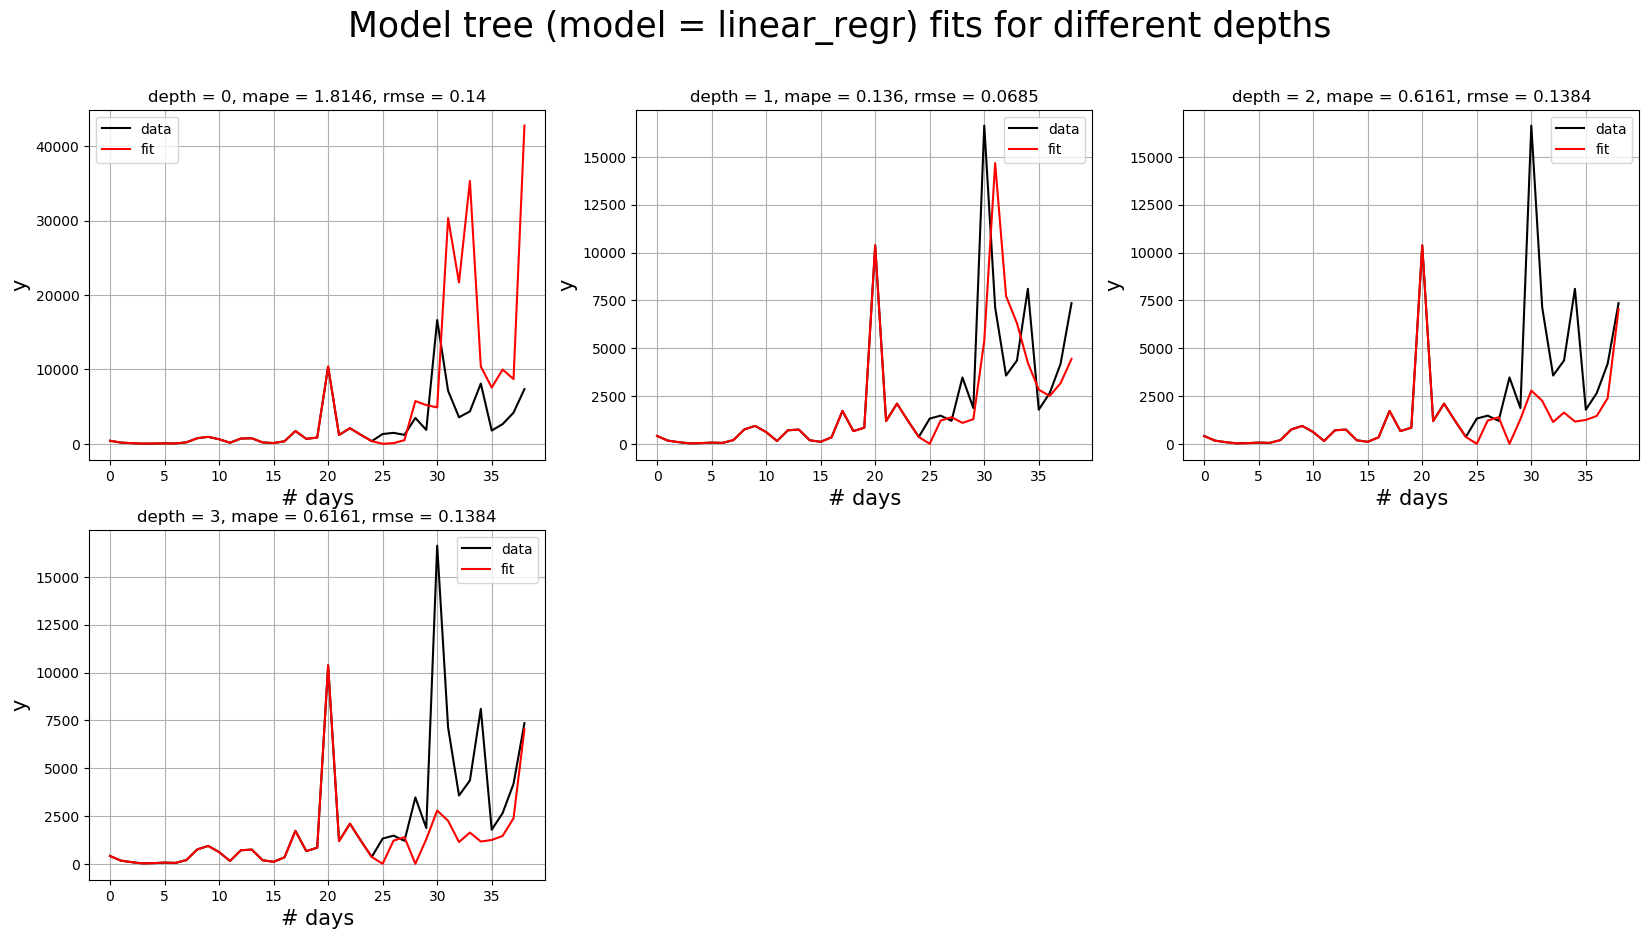 Model tree (model = linear_regr) fits for different depths
depth = 0, mape = 1.8146, rmse = 0.14
data
fit
40000
30000
20000
10000
0
y
0 5 10 15 20 25 30 35
# days
depth = 1, mape = 0.136, rmse = 0.0685
data
fit
15000
12500
10000
7500
5000
2500
0
y
0 5 10 15 20 25 30 35
# days
depth = 2, mape = 0.6161, rmse = 0.1384
data
fit
15000
12500
10000
7500
5000
2500
0
y
0 5 10 15 20 25 30 35
# days
depth = 3, mape = 0.6161, rmse = 0.1384
data
fit
15000
12500
10000
7500
5000
2500
0
y
0 5 10 15 20 25 30 35
# days